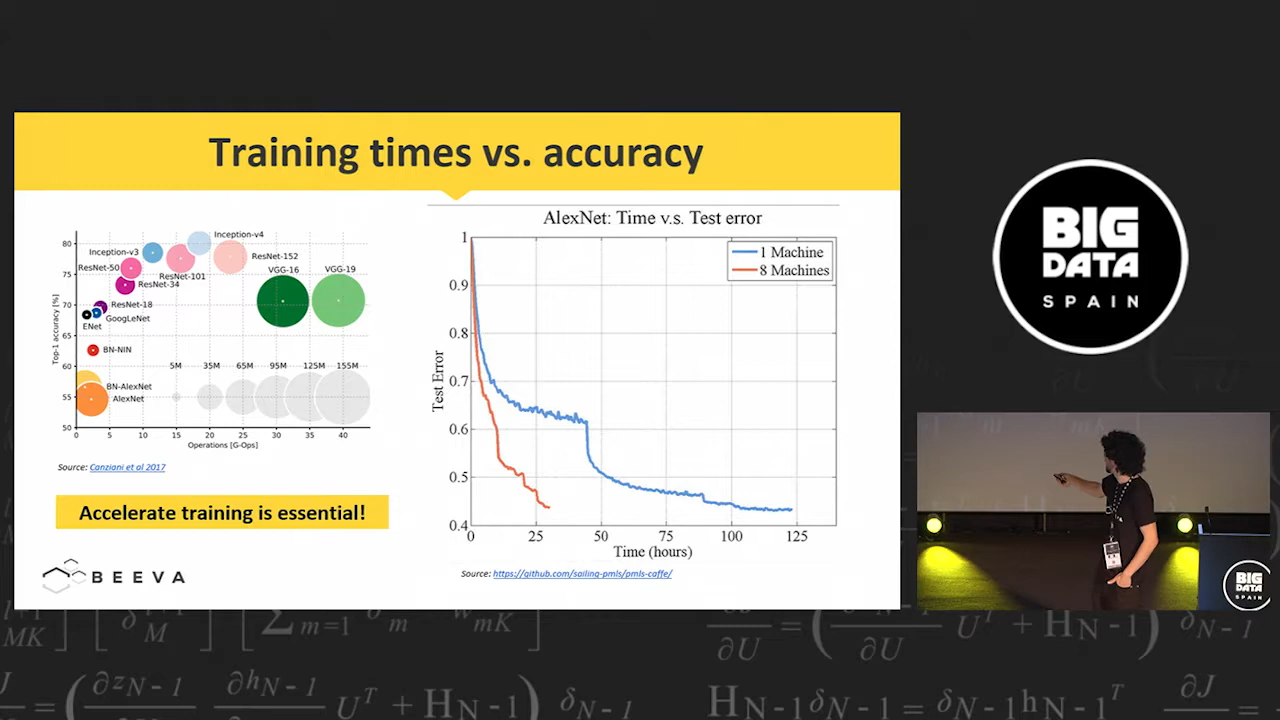 Training times vs. accuracy
Inception-v4
Inception-v3
ResNet-152
ResNet-50
ResNet-101
VGG-16
VGG-19
ResNet-34
ResNet-18
GoogLeNet
ENet
BN-NIN
5M 35M 65M 95M 125M 155M
BN-AlexNet
AlexNet
Top-1 accuracy [%]
80
75
70
65
60
55
50
0 5 10 15 20 25 30 35 40
Operations [G-Ops]
Source: Canziani et al 2017
Accelerate training is essential!
BEEVA
AlexNet: Time v.s. Test error
1 Machine
8 Machines
Test Error
1
0.9
0.8
0.7
0.6
0.5
0.4
0 25 50 75 100 125
Time (hours)
Source: https://github.com/sailing-pmls/pmls-caffe/
BIG
DATA
SPAIN
BIG
DATA
SPAIN